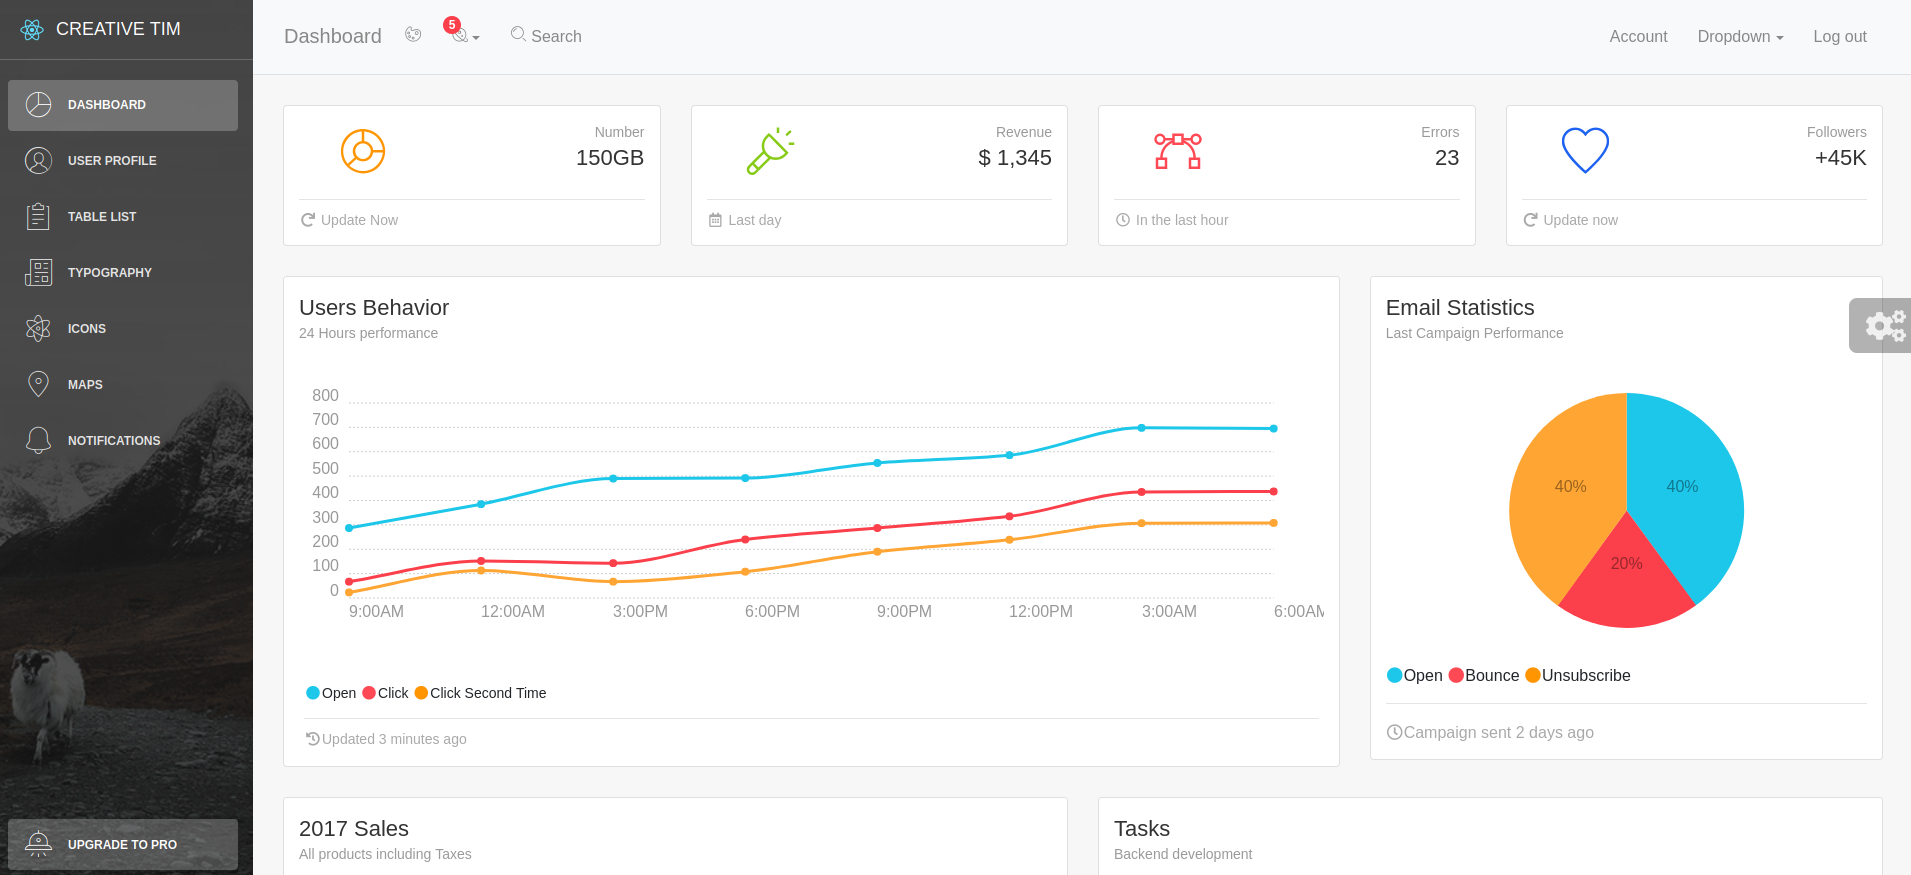 CREATIVE TIM
DASHBOARD
USER PROFILE
TABLE LIST
TYPOGRAPHY
ICONS
MAPS
NOTIFICATIONS
UPGRADE TO PRO
Dashboard 5 Search Account Dropdown Log out
Number
150GB
Update Now
Revenue
$ 1,345
Last day
Errors
23
In the last hour
Followers
+45K
Update now
Users Behavior
24 Hours performance
800
700
600
500
400
300
200
100
0
9:00AM 12:00AM 3:00PM 6:00PM 9:00PM 12:00PM 3:00AM 6:00AM
Open Click Click Second Time
Updated 3 minutes ago
Email Statistics
Last Campaign Performance
40% 40%
20%
Open Bounce Unsubscribe
Campaign sent 2 days ago
2017 Sales
All products including Taxes
Tasks
Backend development